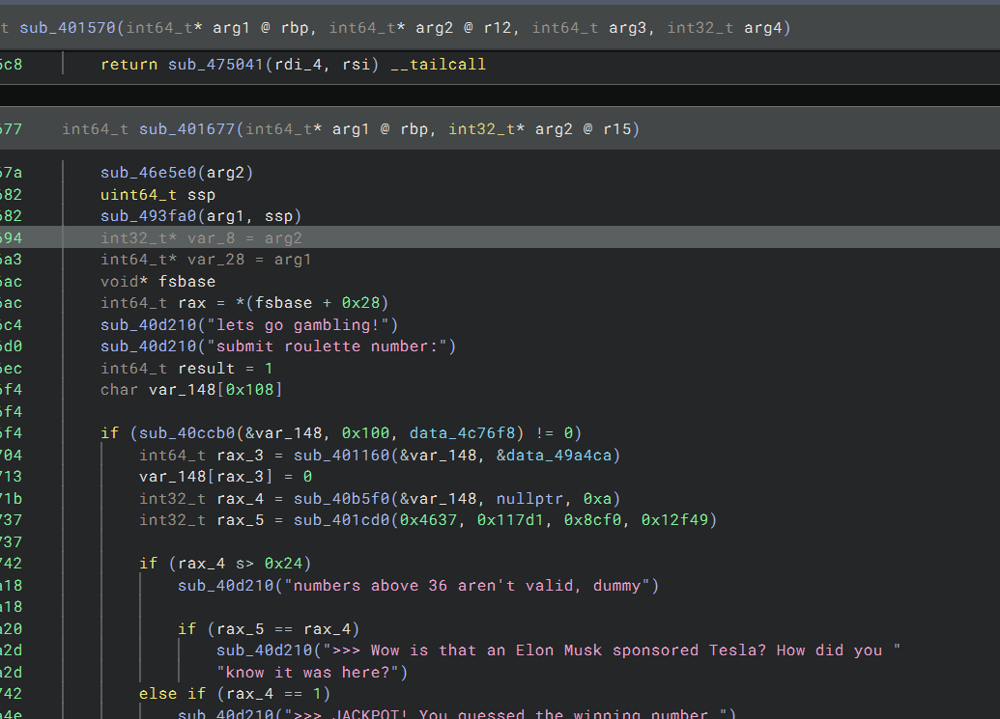 t sub_401570(int64_t* arg1 @ rbp, int64_t* arg2 @ r12, int64_t arg3, int32_t arg4)
5c8 return sub_475041(rdi_4, rsi) __tailcall
677 int64_t sub_401677(int64_t* arg1 @ rbp, int32_t* arg2 @ r15)
67a sub_46e5e0(arg2)
682 uint64_t ssp
682 sub_493fa0(arg1, ssp)
694 int32_t* var_8 = arg2
6a3 int64_t* var_28 = arg1
6ac void* fsbase
6ac int64_t rax = *(fsbase + 0x28)
6c4 sub_40d210("lets go gambling!")
6d0 sub_40d210("submit roulette number:")
6ec int64_t result = 1
6f4 char var_148[0x108]
6f4
6f4 if (sub_40ccb0(&var_148, 0x100, data_4c76f8) != 0)
704 int64_t rax_3 = sub_401160(&var_148, &data_49a4ca)
713 var_148[rax_3] = 0
71b int32_t rax_4 = sub_40b5f0(&var_148, nullptr, 0xa)
737 int32_t rax_5 = sub_401cd0(0x4637, 0x117d1, 0x8cf0, 0x12f49)
737
742 if (rax_4 s> 0x24)
a18 sub_40d210("numbers above 36 aren't valid, dummy")
a18
a20 if (rax_5 == rax_4)
a2d sub_40d210(">>> Wow is that an Elon Musk sponsored Tesla? How did you "
a2d "know it was here?")
742 else if (rax_4 == 1)
a4e sub_40d210(">>> JACKPOT! You guessed the winning number.")